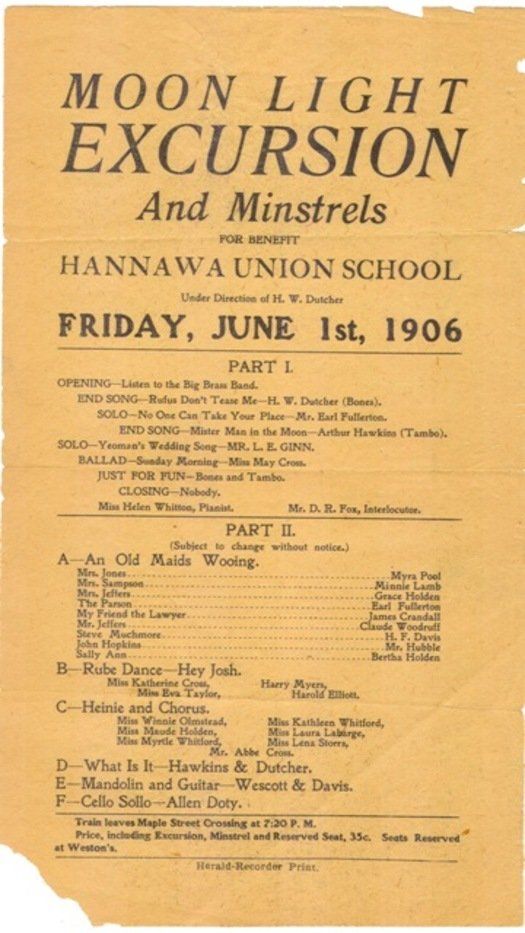 MOON LIGHT
EXCURSION
And Minstrels
FOR BENEFIT
HANNAWA UNION SCHOOL
Under Direction of H. W. Dutcher
FRIDAY, JUNE 1st, 1906
PART I.
OPENING—Listen to the Big Brass Band.
END SONG—Rufus Don't Tease Me—H. W. Dutcher (Bones).
SOLO—No One Can Take Your Place—Mr. Earl Fullerton.
END SONG—Mister Man in the Moon—Arthur Hawkins (Tambo).
SOLO—Yeoman's Wedding Song—MR. L. E. GINN.
BALLAD—Sunday Morning—Miss May Cross.
JUST FOR FUN—Bones and Tambo.
CLOSING—Nobody.
Miss Helen Whitton, Pianist. Mr. D. R. Fox, Interlocutor.
PART II.
(Subject to change without notice.)
A—An Old Maids Wooing.
Mrs. Jones........Myra Pool
Mrs. Sampson........Minnie Lamb
Mrs. Jeffers........Grace Holden
The Parson........Earl Fullerton
My Friend the Lawyer........James Crandall
Mr. Jeffers........Claude Woodruff
Steve Muchmore........H. F. Davis
John Hopkins........Mr. Hubble
Sally Ann........Bertha Holden
B—Rube Dance—Hey Josh.
Miss Katherine Cross, Harry Myers,
Miss Eva Taylor, Harold Elliott.
C—Heinie and Chorus.
Miss Winnie Olmstead, Miss Kathleen Whitford,
Miss Maude Holden, Miss Laura Labarge,
Miss Myrtle Whitford, Miss Lena Storrs,
Mr. Abbe Cross.
D—What Is It—Hawkins & Dutcher.
E—Mandolin and Guitar—Wescott & Davis.
F—Cello Sollo—Allen Doty.
Train leaves Maple Street Crossing at 7:20 P. M.
Price, including Excursion, Minstrel and Reserved Seat, 35c. Seats Reserved
at Weston's.
Herald-Recorder Print.